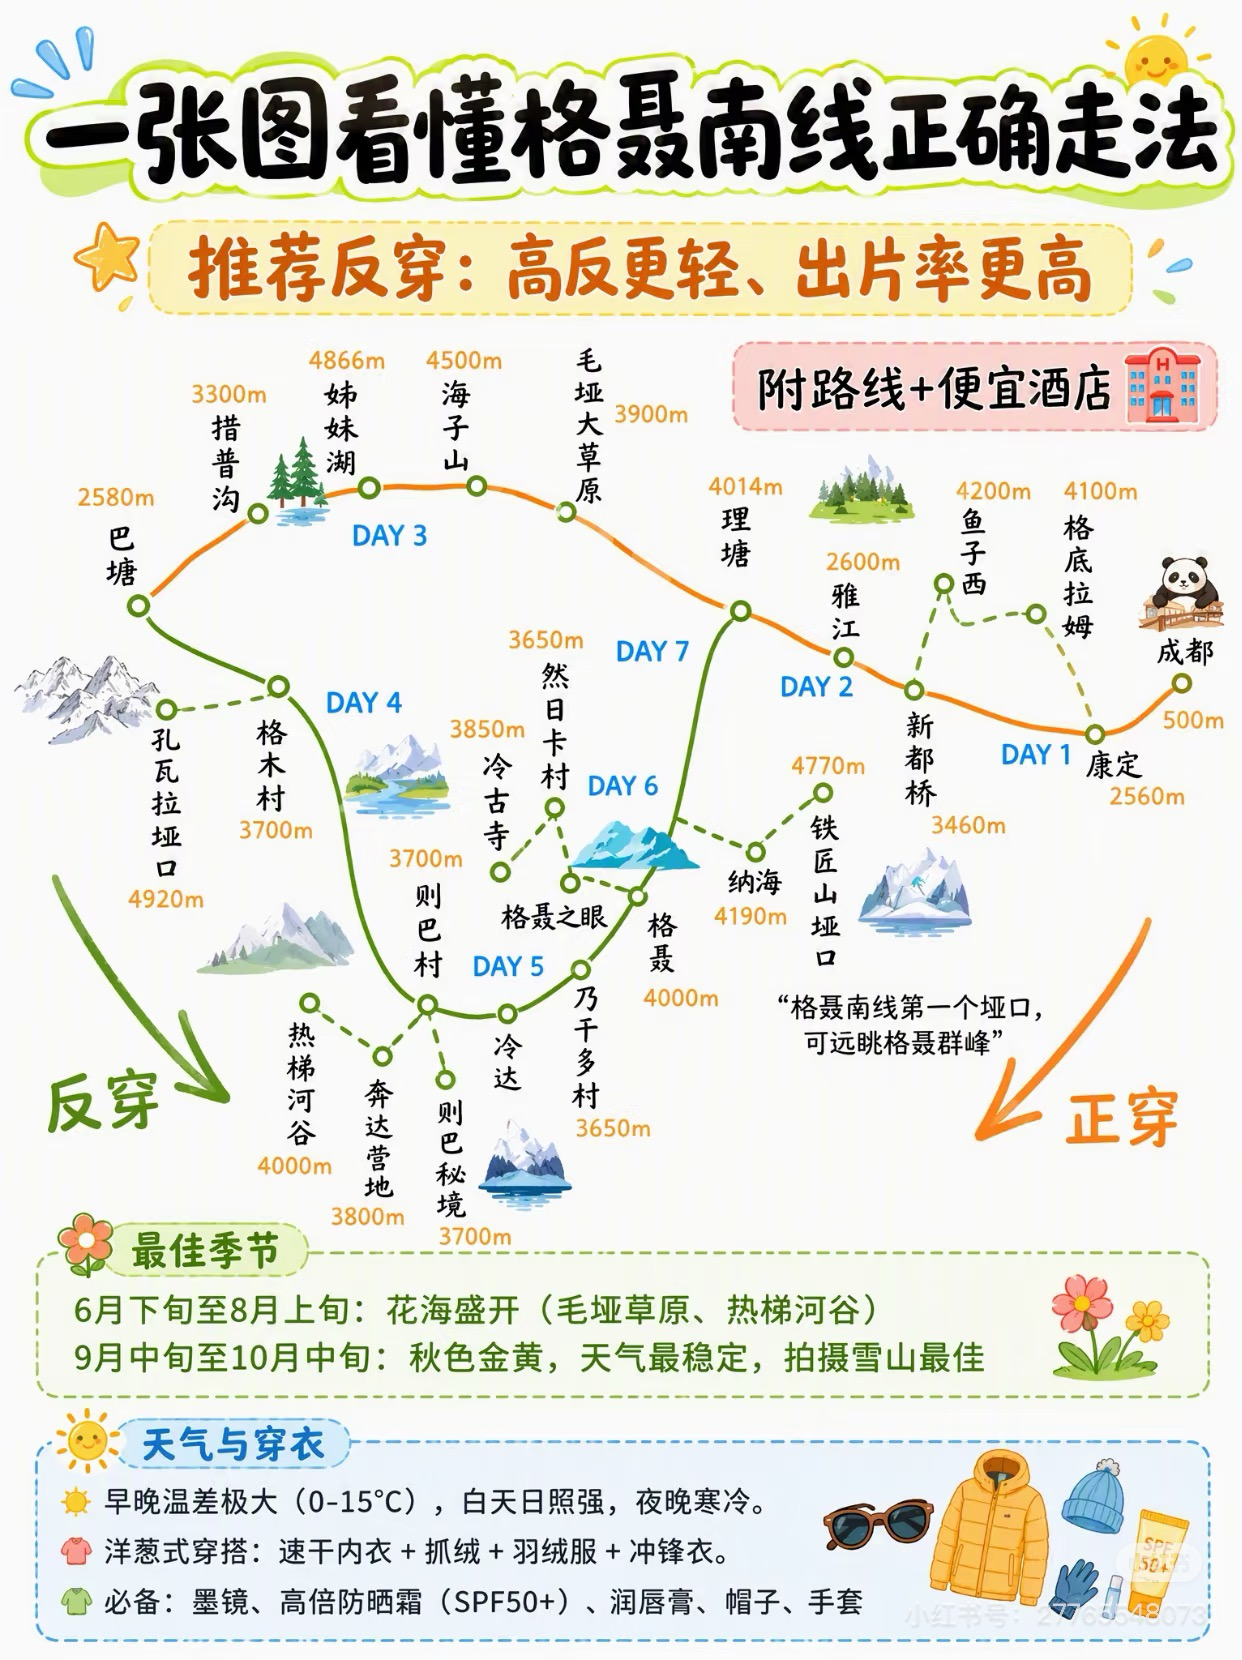 一张图看懂格聂南线正确走法
推荐反穿：高反更轻、出片率更高
附路线+便宜酒店
H
4866m
姊妹湖
4500m
海子山
毛垭大草原
3900m
3300m
措普沟
2580m
巴塘
DAY 3
4014m
理塘
2600m
雅江
4200m
鱼子西
4100m
格底拉姆
成都
500m
DAY 7
DAY 2
新都桥
3460m
DAY 1
康定
2560m
孔瓦拉垭口
4920m
格木村
3700m
DAY 4
3650m
然日卡村
3850m
冷古寺
DAY 6
格聂之眼
3700m
则巴村
DAY 5
格聂
4000m
纳海
4190m
4770m
铁匠山垭口
“格聂南线第一个垭口，
可远眺格聂群峰”
热梯河谷
4000m
奔达营地
3800m
则巴秘境
3700m
冷达
乃干多村
3650m
反穿
正穿
最佳季节
6月下旬至8月上旬：花海盛开（毛垭草原、热梯河谷）
9月中旬至10月中旬：秋色金黄，天气最稳定，拍摄雪山最佳
天气与穿衣
早晚温差极大（0-15℃），白天日照强，夜晚寒冷。
洋葱式穿搭：速干内衣 + 抓绒 + 羽绒服 + 冲锋衣。
必备：墨镜、高倍防晒霜（SPF50+）、润唇膏、帽子、手套
SPF
50+
小红书号：27765548073